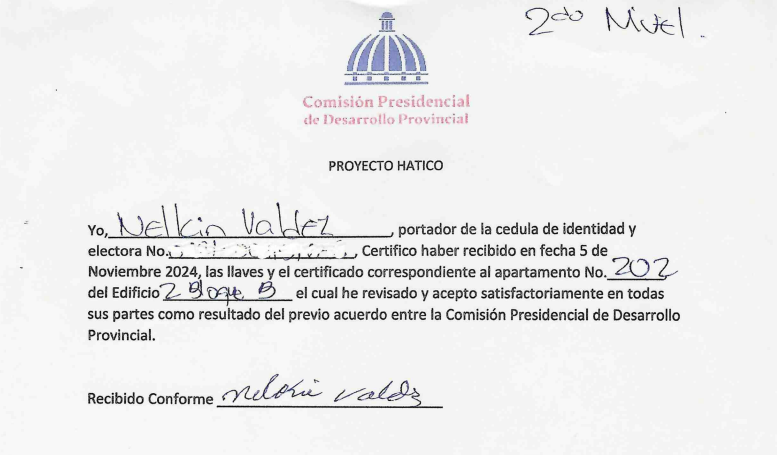 2do Nivel.
Comisión Presidencial
de Desarrollo Provincial
PROYECTO HATICO
Yo, Nelkin Valdez, portador de la cedula de identidad y
electora No. , Certifico haber recibido en fecha 5 de
Noviembre 2024, las llaves y el certificado correspondiente al apartamento No. 202
del Edificio 2 Bloque B el cual he revisado y acepto satisfactoriamente en todas
sus partes como resultado del previo acuerdo entre la Comisión Presidencial de Desarrollo
Provincial.
Recibido Conforme Valdez